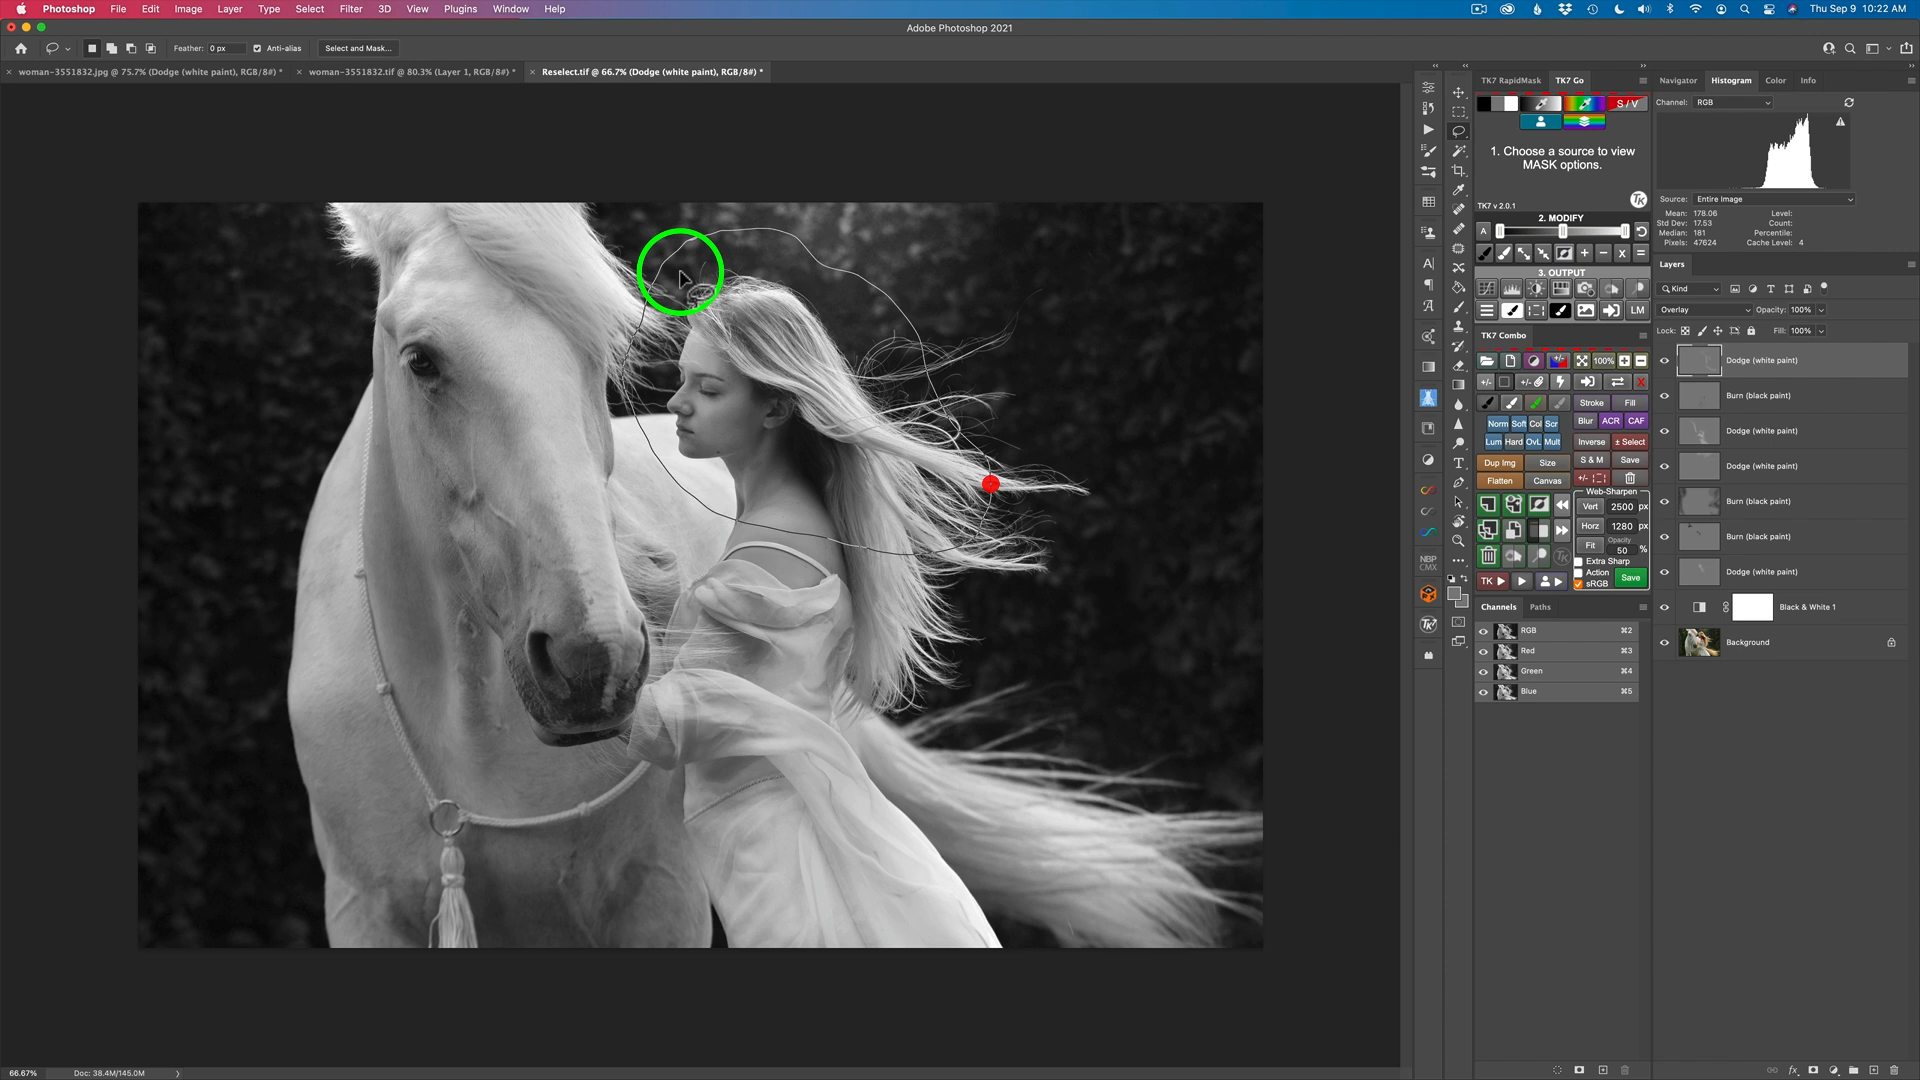 Photoshop File Edit Image Layer Type Select Filter 3D View Plugins Window Help Thu Sep 9 10:22 AM
Adobe Photoshop 2021
Feather: 0 px Anti-alias Select and Mask...
woman-3551832.jpg @ 75.7% (Dodge (white paint), RGB/8#) * woman-3551832.tif @ 80.3% (Layer 1, RGB/8#) * Reselect.tif @ 66.7% (Dodge (white paint), RGB/8#) *
TK7 RapidMask TK7 Go
S / V
1. Choose a source to view
MASK options.
TK7 v 2.0.1
TK
2. MODIFY
A
X =
3. OUTPUT
LM
TK7 Combo
100%
+/- +/- X
Stroke Fill
Norm Soft Col Scr Blur ACR CAF
Lum Hard OvL Mult Inverse ± Select
Dup Img Size S & M Save
Flatten Canvas +/-
Web-Sharpen
Vert 2500 px
Horz 1280 px
Fit Opacity 50 %
Extra Sharp
Action
sRGB Save
TK
Channels Paths
RGB ⌘2
Red ⌘3
Green ⌘4
Blue ⌘5
NBP
CMX
Navigator Histogram Color Info
Channel: RGB
Source: Entire Image
Mean: 178.06 Level:
Std Dev: 17.53 Count:
Median: 181 Percentile:
Pixels: 47624 Cache Level: 4
Layers
Kind
Overlay Opacity: 100%
Lock: Fill: 100%
Dodge (white paint)
Burn (black paint)
Dodge (white paint)
Dodge (white paint)
Burn (black paint)
Burn (black paint)
Dodge (white paint)
Black & White 1
Background
fx
66.67% Doc: 38.4M/145.0M